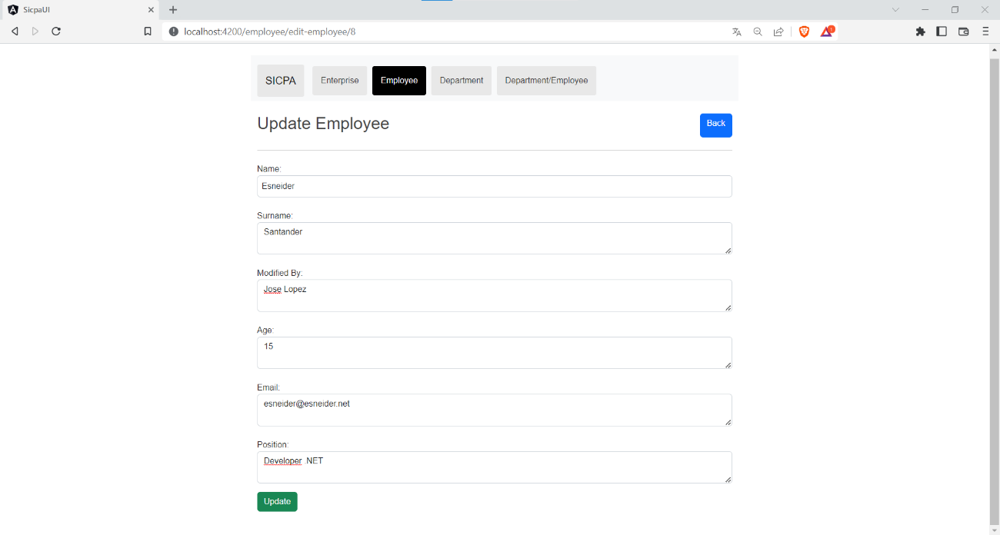 SicpaUI
localhost:4200/employee/edit-employee/8
1
SICPA Enterprise Employee Department Department/Employee
Update Employee
Back
Name:
Esneider
Surname:
Santander
Modified By:
Jose Lopez
Age:
15
Email:
esneider@esneider.net
Position:
Developer .NET
Update